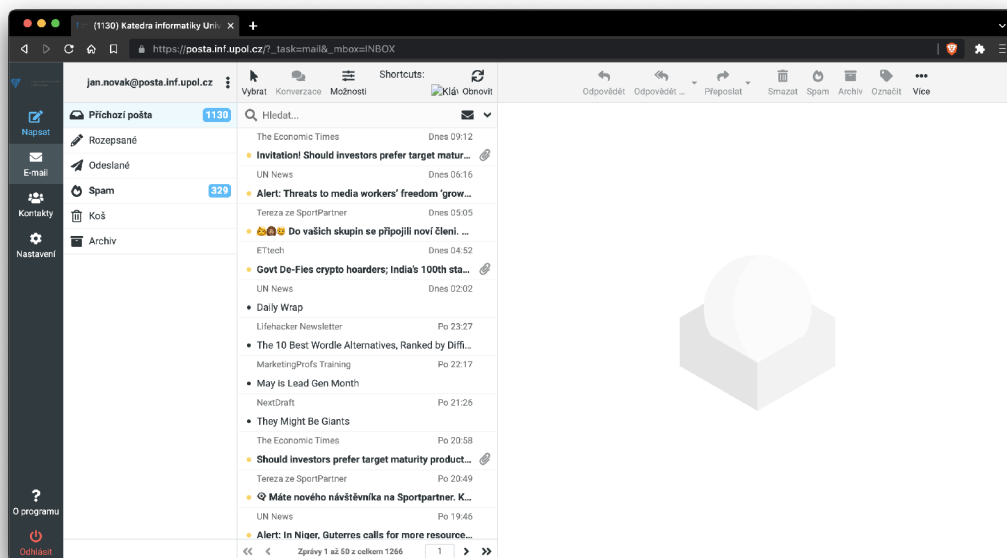 (1130) Katedra informatiky Univ
https://posta.inf.upol.cz/?_task=mail&_mbox=INBOX
jan.novak@posta.inf.upol.cz
Napsat
E-mail
Kontakty
Nastavení
O programu
Odhlásit
Příchozí pošta 1130
Rozepsané
Odeslané
Spam 329
Koš
Archiv
Vybrat Konverzace Možnosti
Shortcuts:
Klá Obnovit
Hledat...
The Economic Times Dnes 09:12
Invitation! Should investors prefer target matur...
UN News Dnes 06:16
Alert: Threats to media workers’ freedom ‘grow...
Tereza ze SportPartner Dnes 05:05
Do vašich skupin se připojili noví členi. ...
ETtech Dnes 04:52
Govt De-Fies crypto hoarders; India’s 100th sta...
UN News Dnes 02:02
Daily Wrap
Lifehacker Newsletter Po 23:27
The 10 Best Wordle Alternatives, Ranked by Diffi...
MarketingProfs Training Po 22:17
May is Lead Gen Month
NextDraft Po 21:26
They Might Be Giants
The Economic Times Po 20:58
Should investors prefer target maturity product...
Tereza ze SportPartner Po 20:49
Máte nového návštěvníka na Sportpartner. K...
UN News Po 19:46
Alert: In Niger, Guterres calls for more resource...
Zprávy 1 až 50 z celkem 1266 1
Odpovědět Odpovědět ... Přeposlat Smazat Spam Archiv Označit Více